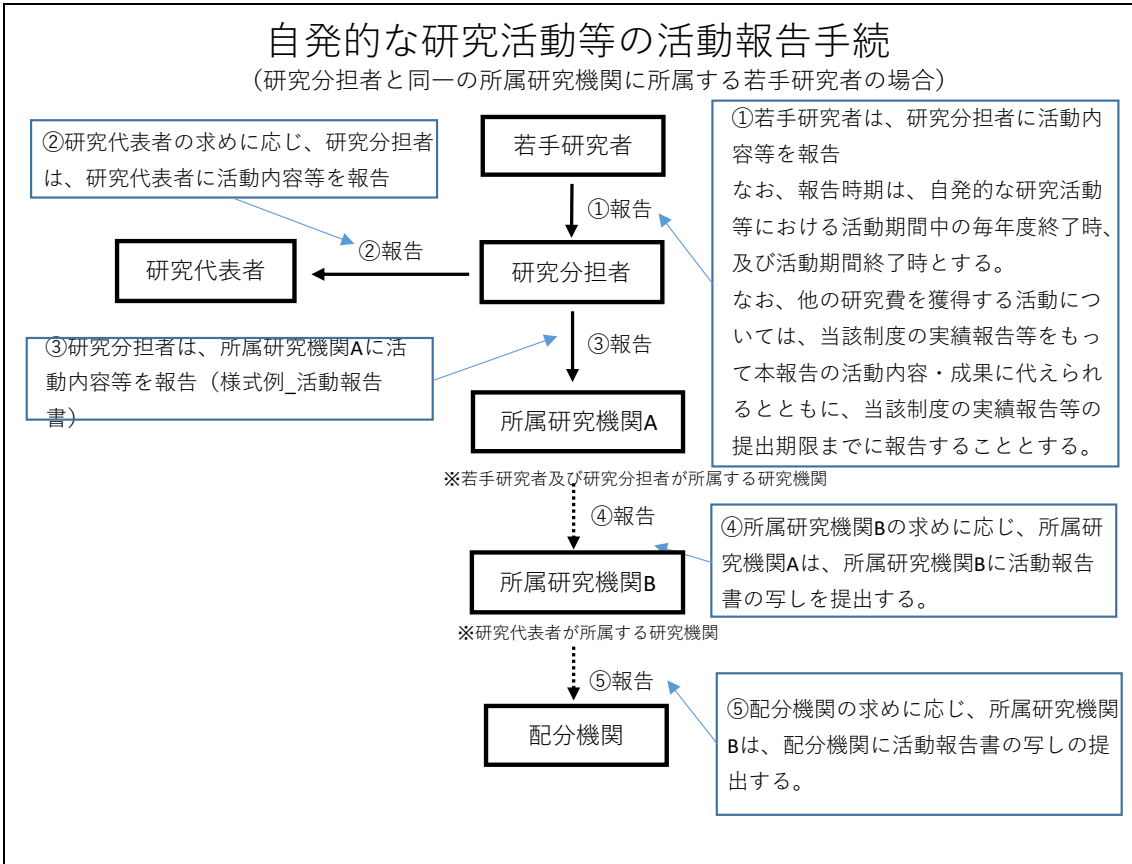 自発的な研究活動等の活動報告手続
（研究分担者と同一の所属研究機関に所属する若手研究者の場合）
②研究代表者の求めに応じ、研究分担者
は、研究代表者に活動内容等を報告
若手研究者
①若手研究者は、研究分担者に活動内
容等を報告
なお、報告時期は、自発的な研究活動
等における活動期間中の毎年度終了時、
及び活動期間終了時とする。
なお、他の研究費を獲得する活動につ
いては、当該制度の実績報告等をもっ
て本報告の活動内容・成果に代えられ
るとともに、当該制度の実績報告等の
提出期限までに報告することとする。
①報告
②報告
研究代表者
研究分担者
③研究分担者は、所属研究機関Aに活
動内容等を報告（様式例_活動報告
書）
③報告
所属研究機関A
※若手研究者及び研究分担者が所属する研究機関
④報告
④所属研究機関Bの求めに応じ、所属研
究機関Aは、所属研究機関Bに活動報告
書の写しを提出する。
所属研究機関B
※研究代表者が所属する研究機関
⑤報告
⑤配分機関の求めに応じ、所属研究機関
Bは、配分機関に活動報告書の写しの提
出する。
配分機関